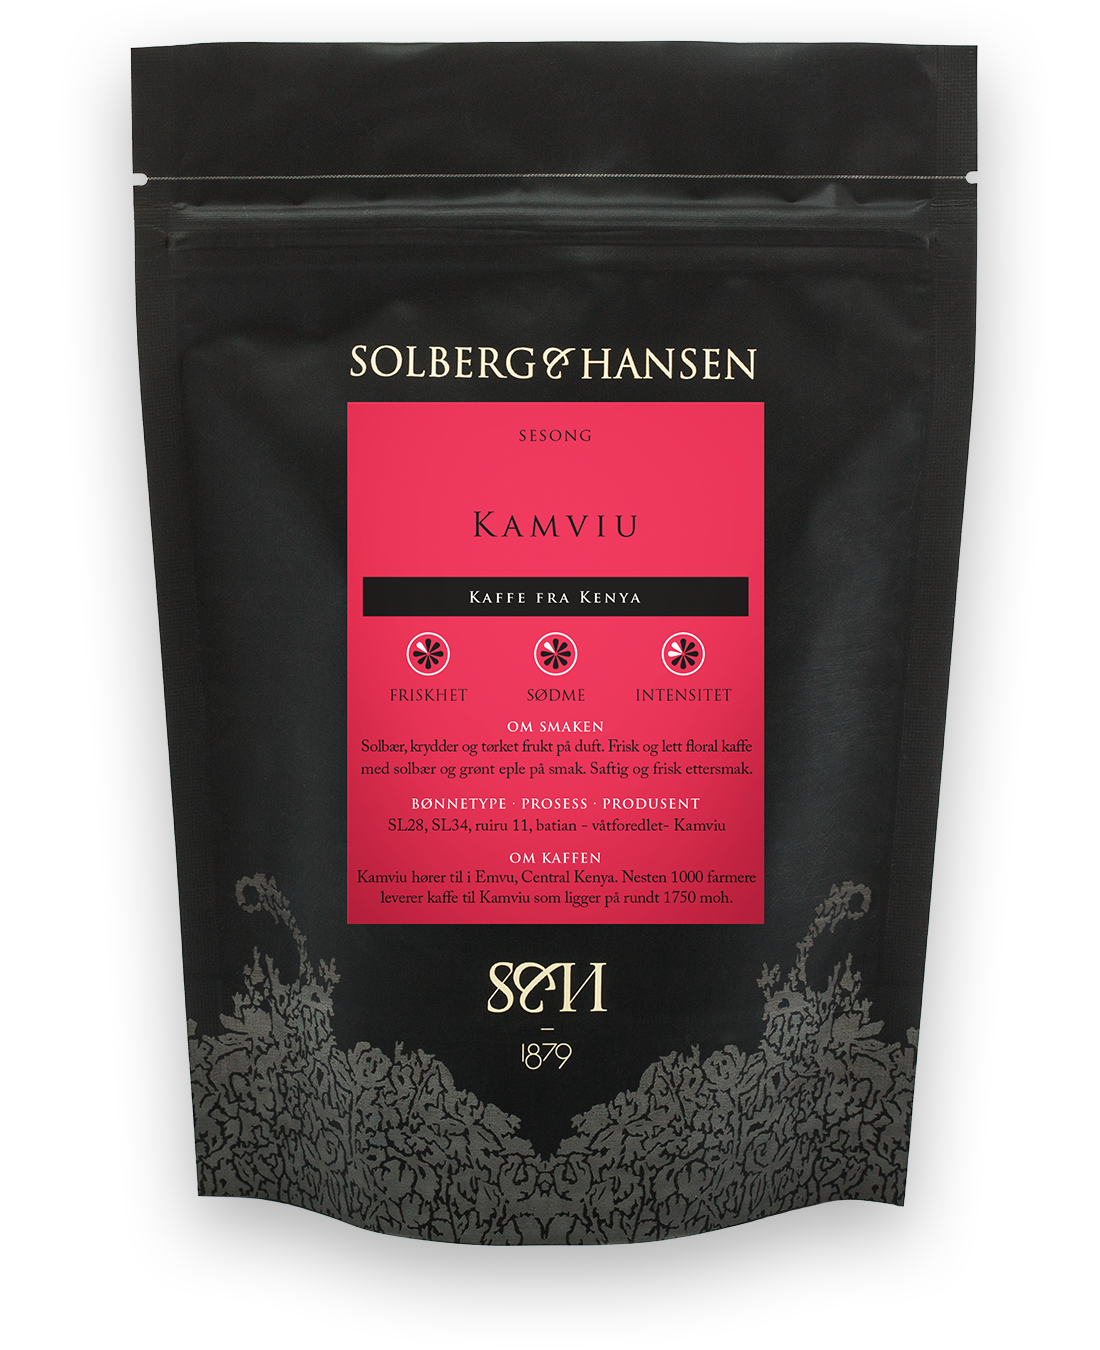 SOLBERG & HANSEN
SESONG
KAMVIU
KAFFE FRA KENYA
FRISKHET SØDME INTENSITET
OM SMAKEN
Solbær, krydder og tørket frukt på duft. Frisk og lett floral kaffe
med solbær og grønt eple på smak. Saftig og frisk ettersmak.
BØNNETYPE · PROSESS · PRODUSENT
SL28, SL34, ruiru 11, batian - våtforedlet- Kamviu
OM KAFFEN
Kamviu hører til i Emvu, Central Kenya. Nesten 1000 farmere
leverer kaffe til Kamviu som ligger på rundt 1750 moh.
S&H
–
1879